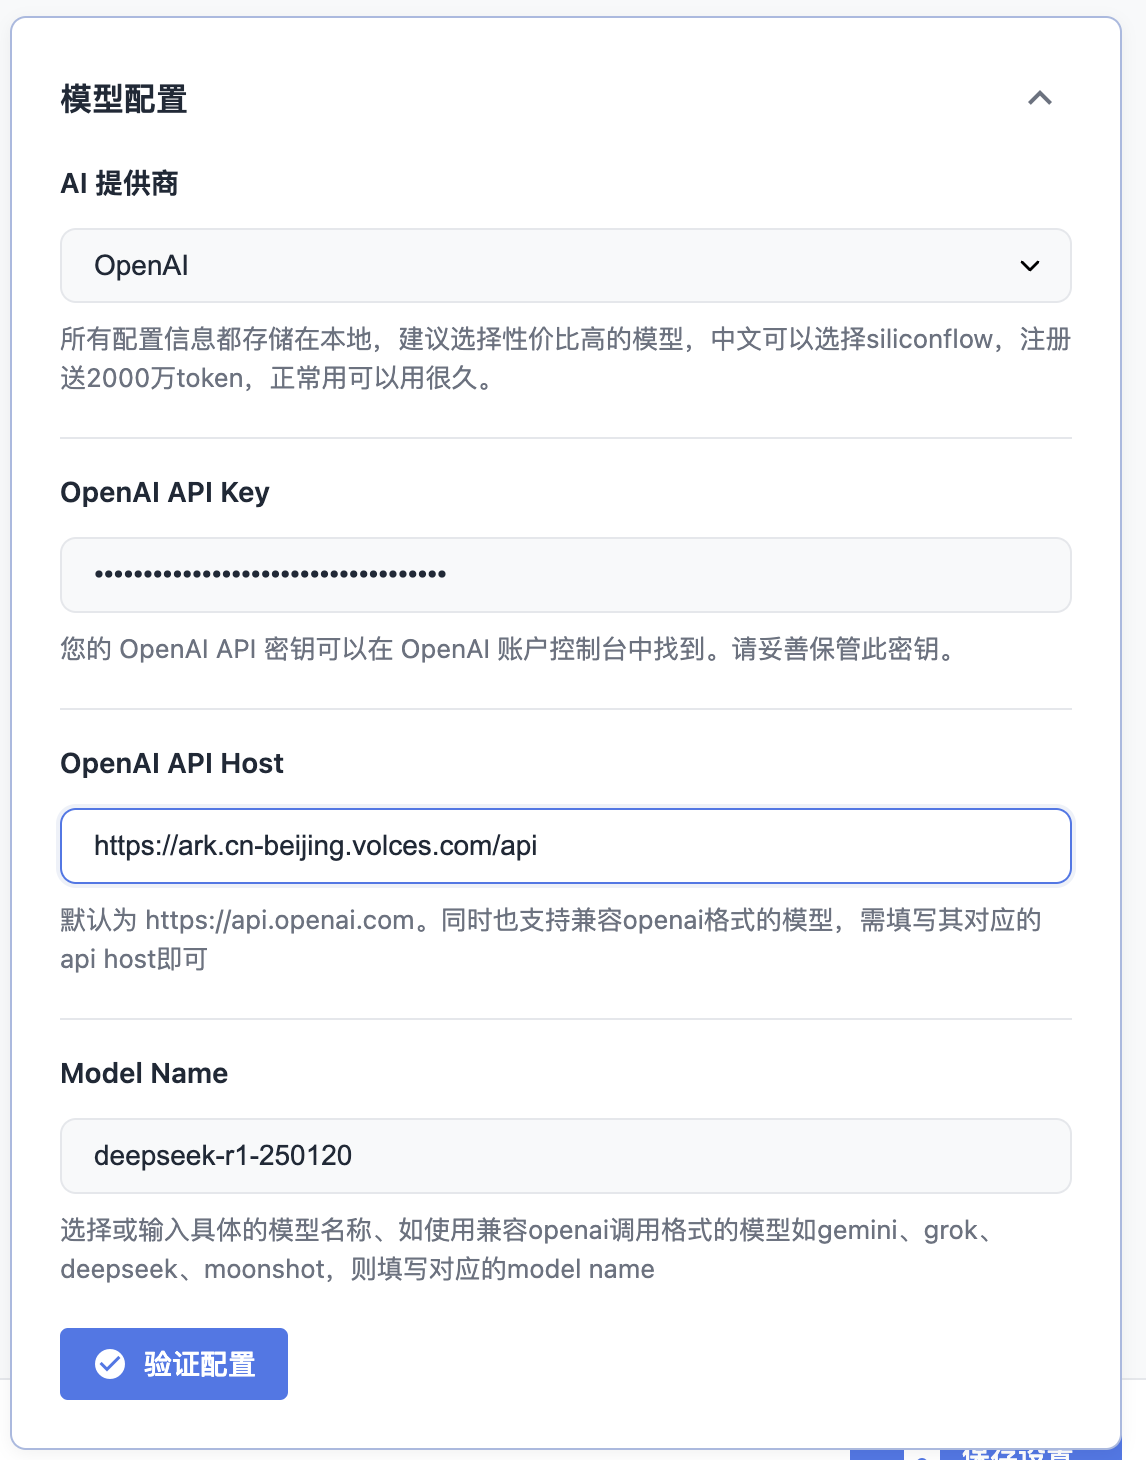 模型配置
AI 提供商
OpenAI
所有配置信息都存储在本地，建议选择性价比高的模型，中文可以选择siliconflow，注册
送2000万token，正常用可以用很久。
OpenAI API Key
••••••••••••••••••••••••••••••••••••
您的 OpenAI API 密钥可以在 OpenAI 账户控制台中找到。请妥善保管此密钥。
OpenAI API Host
https://ark.cn-beijing.volces.com/api
默认为 https://api.openai.com。同时也支持兼容openai格式的模型，需填写其对应的
api host即可
Model Name
deepseek-r1-250120
选择或输入具体的模型名称、如使用兼容openai调用格式的模型如gemini、grok、
deepseek、moonshot，则填写对应的model name
验证配置
保存设置